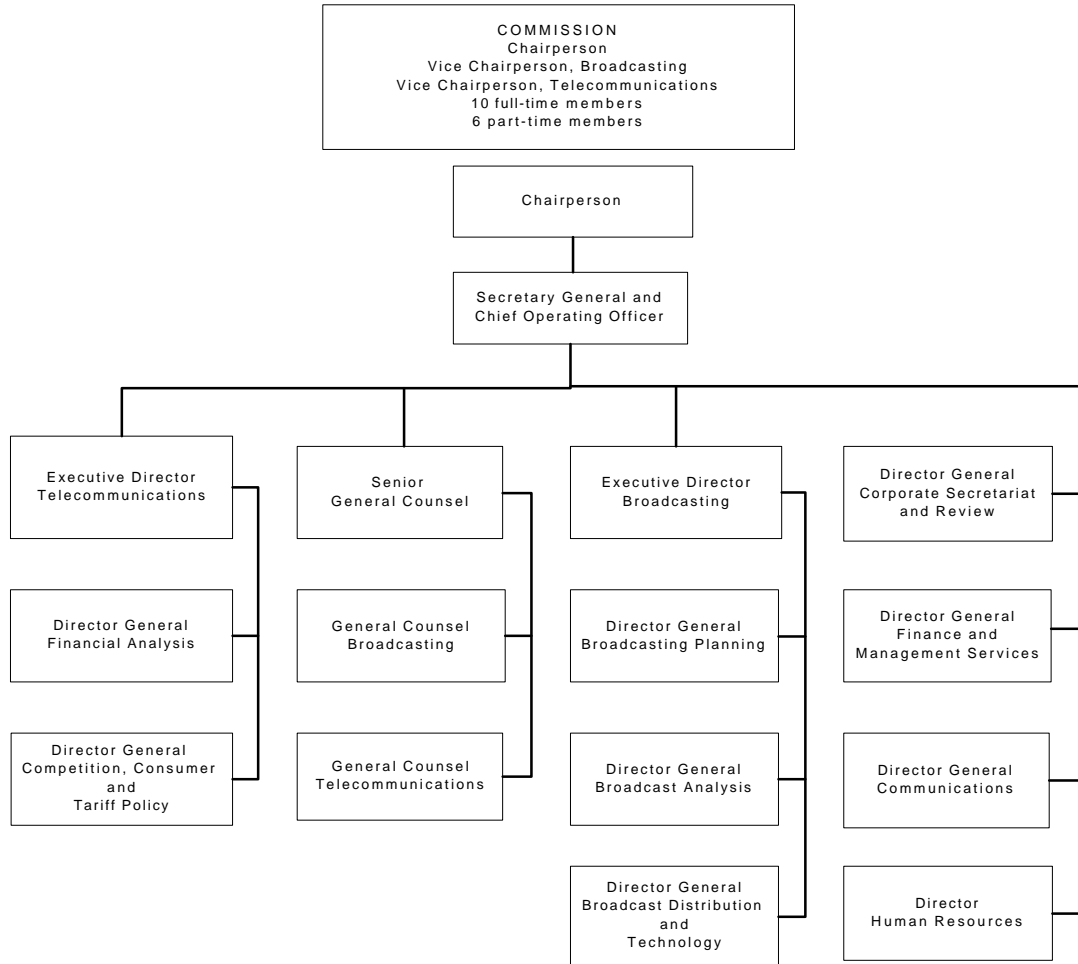 COMMISSION
Chairperson
Vice Chairperson, Broadcasting
Vice Chairperson, Telecommunications
10 full-time members
6 part-time members
Chairperson
Secretary General and
Chief Operating Officer
Executive Director
Telecommunications
Director General
Financial Analysis
Director General
Competition, Consumer
and
Tariff Policy
Senior
General Counsel
General Counsel
Broadcasting
General Counsel
Telecommunications
Executive Director
Broadcasting
Director General
Broadcasting Planning
Director General
Broadcast Analysis
Director General
Broadcast Distribution
and
Technology
Director General
Corporate Secretariat
and Review
Director General
Finance and
Management Services
Director General
Communications
Director
Human Resources